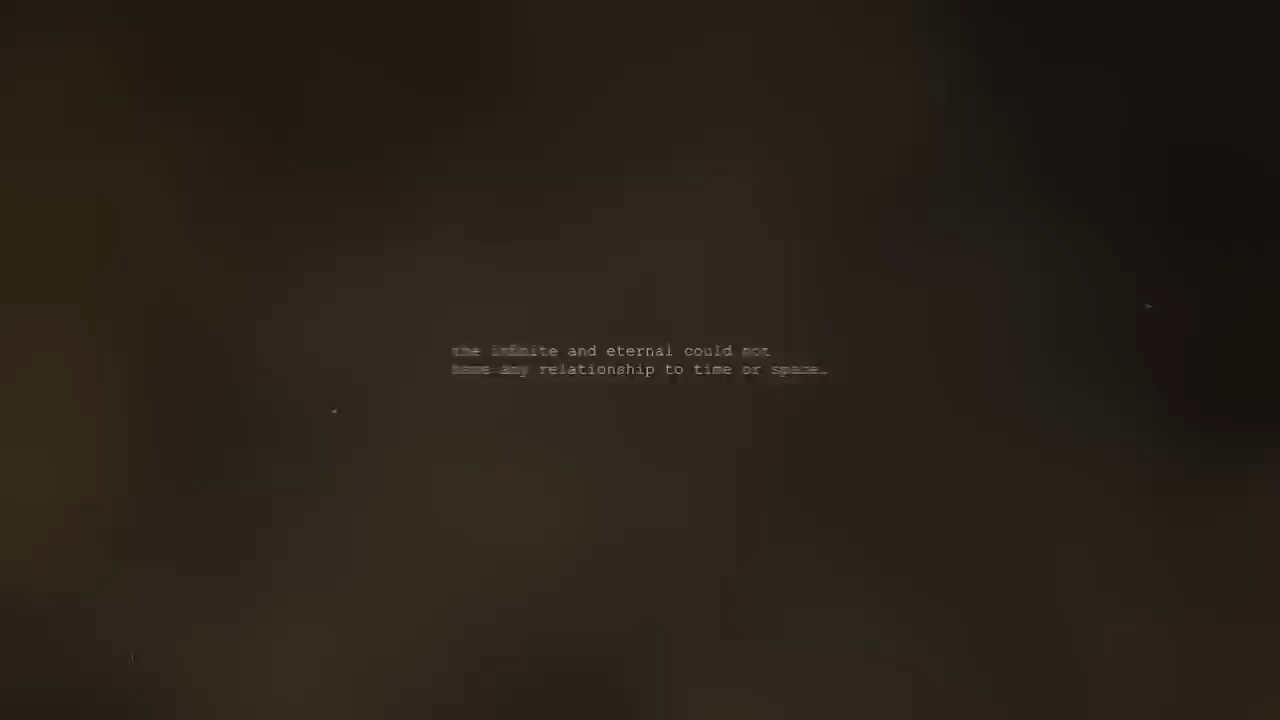 the infinite and eternal could not
have any relationship to time or space…